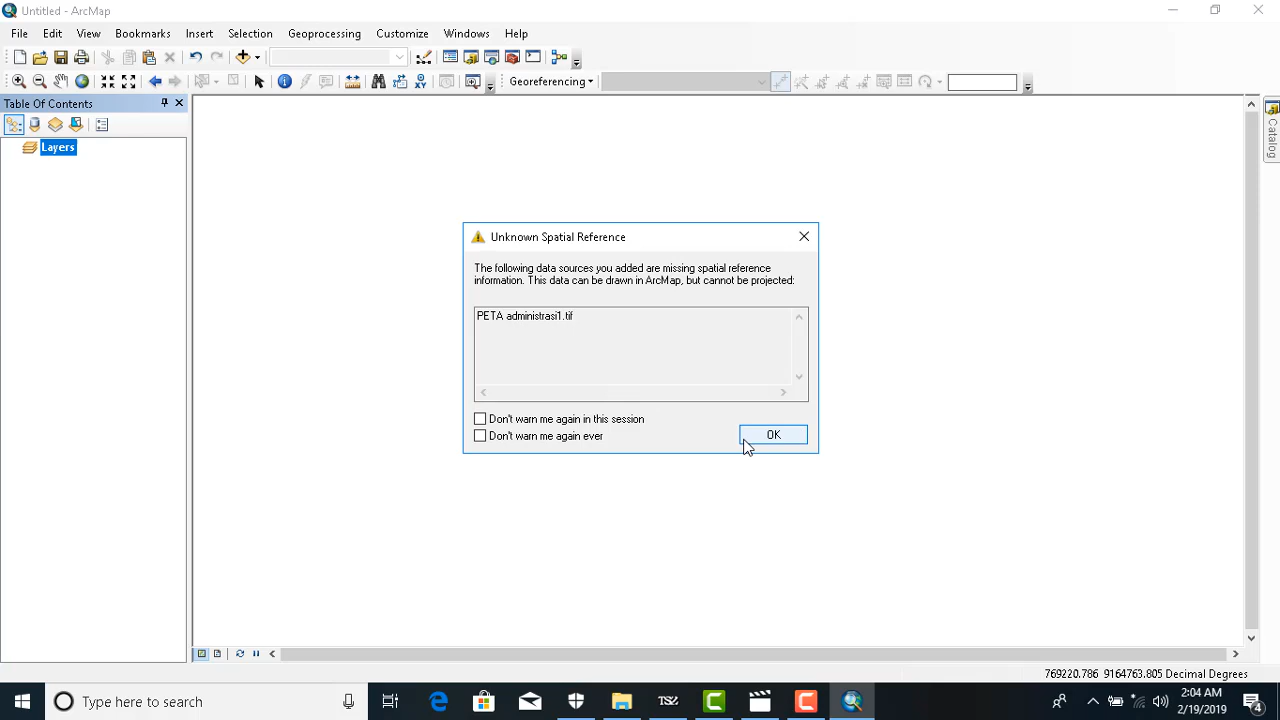 Untitled - ArcMap
File Edit View Bookmarks Insert Selection Geoprocessing Customize Windows Help
Georeferencing
Table Of Contents
Layers
Catalog
Unknown Spatial Reference
The following data sources you added are missing spatial reference
information. This data can be drawn in ArcMap, but cannot be projected:
PETA administrasi1.tif
Don't warn me again in this session
Don't warn me again ever
OK
769220.786 9164763.805 Decimal Degrees
Type here to search
TS2
2:04 AM
2/19/2019
4